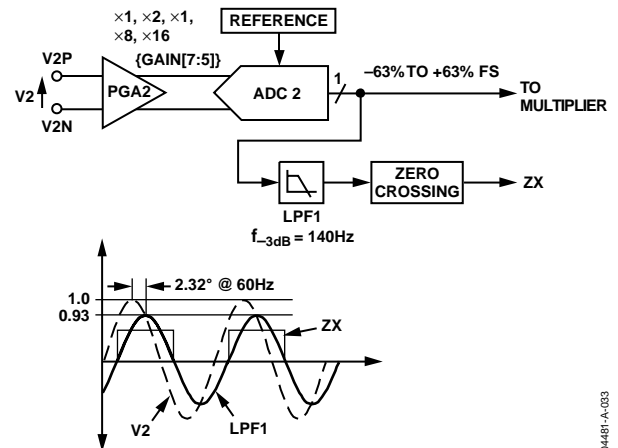 ×1, ×2, ×1,
×8, ×16
{GAIN[7:5]}
REFERENCE
V2P
V2
V2N
PGA2
ADC 2
1
–63% TO +63% FS
TO
MULTIPLIER
LPF1
f–3dB = 140Hz
ZERO
CROSSING
ZX
2.32° @ 60Hz
1.0
0.93
ZX
V2
LPF1
04481-A-033